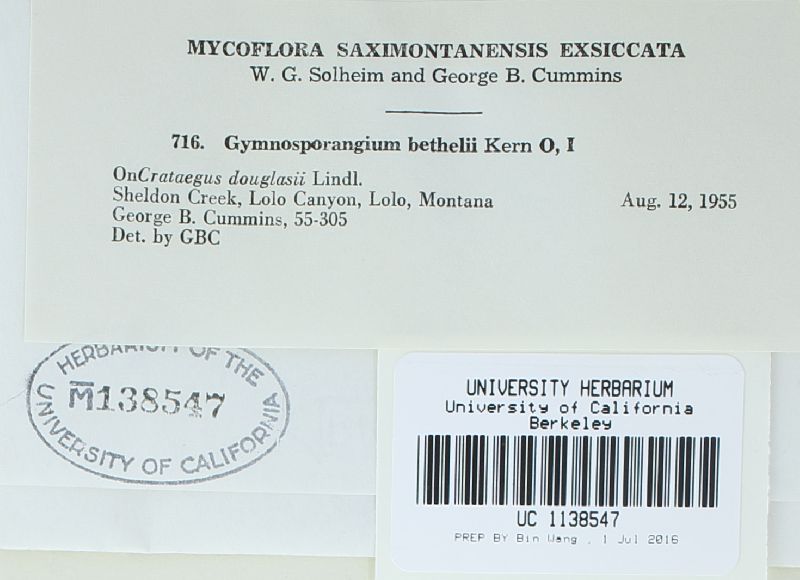 MYCOFLORA SAXIMONTANENSIS EXSICCATA
W. G. Solheim and George B. Cummins
716. Gymnosporangium bethelii Kern O, I
OnCrataegus douglasii Lindl.
Sheldon Creek, Lolo Canyon, Lolo, Montana Aug. 12, 1955
George B. Cummins, 55-305
Det. by GBC
HERBARIUM OF THE
M138547
UNIVERSITY OF CALIFORNIA
UNIVERSITY HERBARIUM
University of California
Berkeley
UC 1138547
PREP BY Bin Wang , 1 Jul 2016